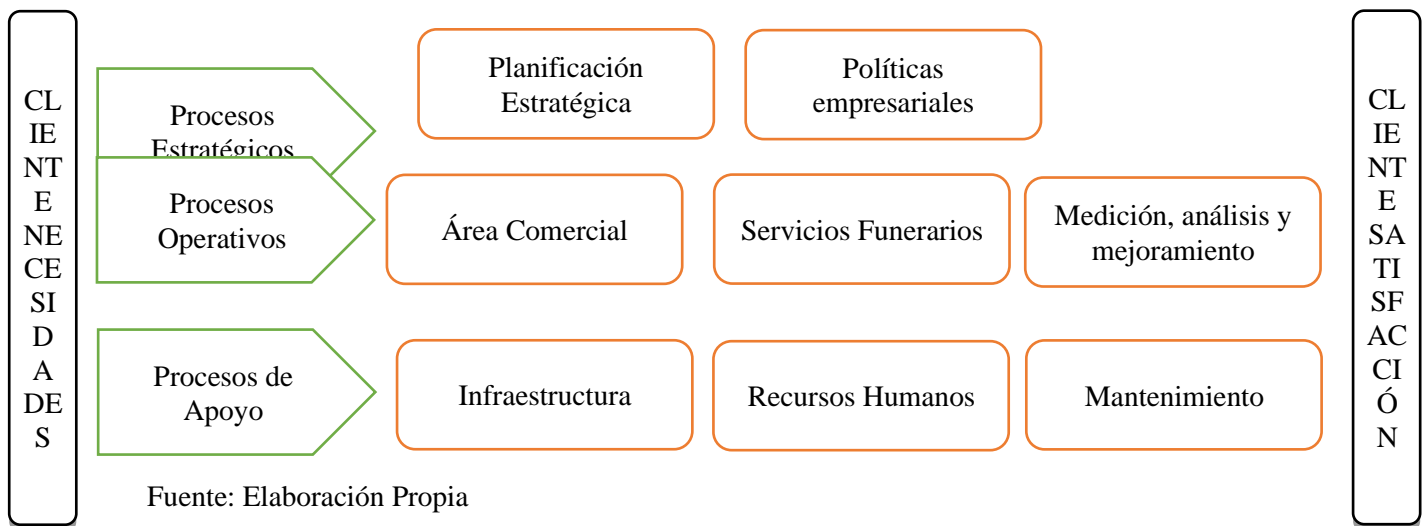 CL
IE
NT
E
NE
CE
SI
D
A
DE
S
Procesos
Estratégicos
Planificación
Estratégica
Políticas
empresariales
Procesos
Operativos
Área Comercial
Servicios Funerarios
Medición, análisis y
mejoramiento
Procesos de
Apoyo
Infraestructura
Recursos Humanos
Mantenimiento
CL
IE
NT
E
SA
TI
SF
AC
CI
Ó
N
Fuente: Elaboración Propia